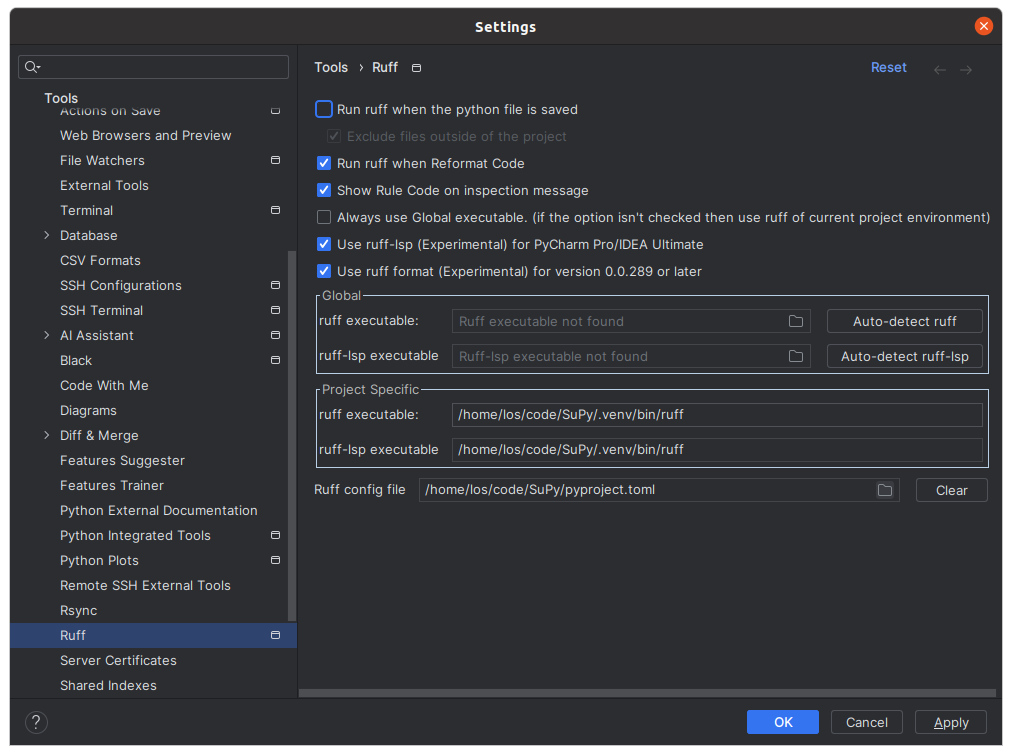 Settings
Tools › Ruff
Reset
Tools
Actions on Save
Web Browsers and Preview
File Watchers
External Tools
Terminal
Database
CSV Formats
SSH Configurations
SSH Terminal
AI Assistant
Black
Code With Me
Diagrams
Diff & Merge
Features Suggester
Features Trainer
Python External Documentation
Python Integrated Tools
Python Plots
Remote SSH External Tools
Rsync
Ruff
Server Certificates
Shared Indexes
Run ruff when the python file is saved
Exclude files outside of the project
Run ruff when Reformat Code
Show Rule Code on inspection message
Always use Global executable. (if the option isn't checked then use ruff of current project environment)
Use ruff-lsp (Experimental) for PyCharm Pro/IDEA Ultimate
Use ruff format (Experimental) for version 0.0.289 or later
Global
ruff executable: Ruff executable not found Auto-detect ruff
ruff-lsp executable Ruff-lsp executable not found Auto-detect ruff-lsp
Project Specific
ruff executable: /home/los/code/SuPy/.venv/bin/ruff
ruff-lsp executable /home/los/code/SuPy/.venv/bin/ruff
Ruff config file /home/los/code/SuPy/pyproject.toml Clear
? OK Cancel Apply